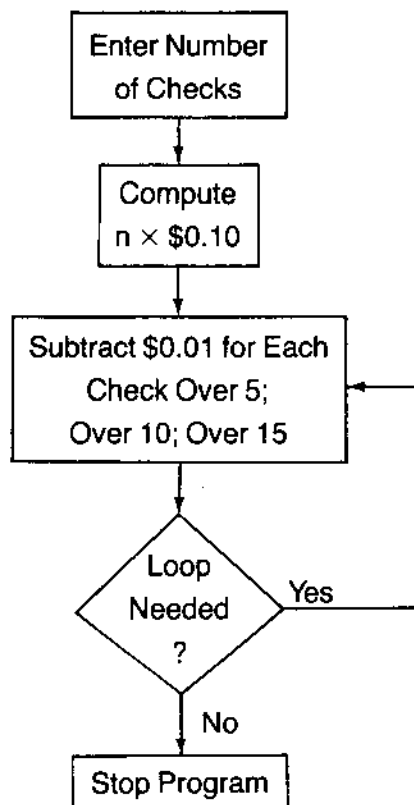 Enter Number
of Checks
Compute
n × $0.10
Subtract $0.01 for Each
Check Over 5;
Over 10; Over 15
Loop
Needed
?
Yes
No
Stop Program